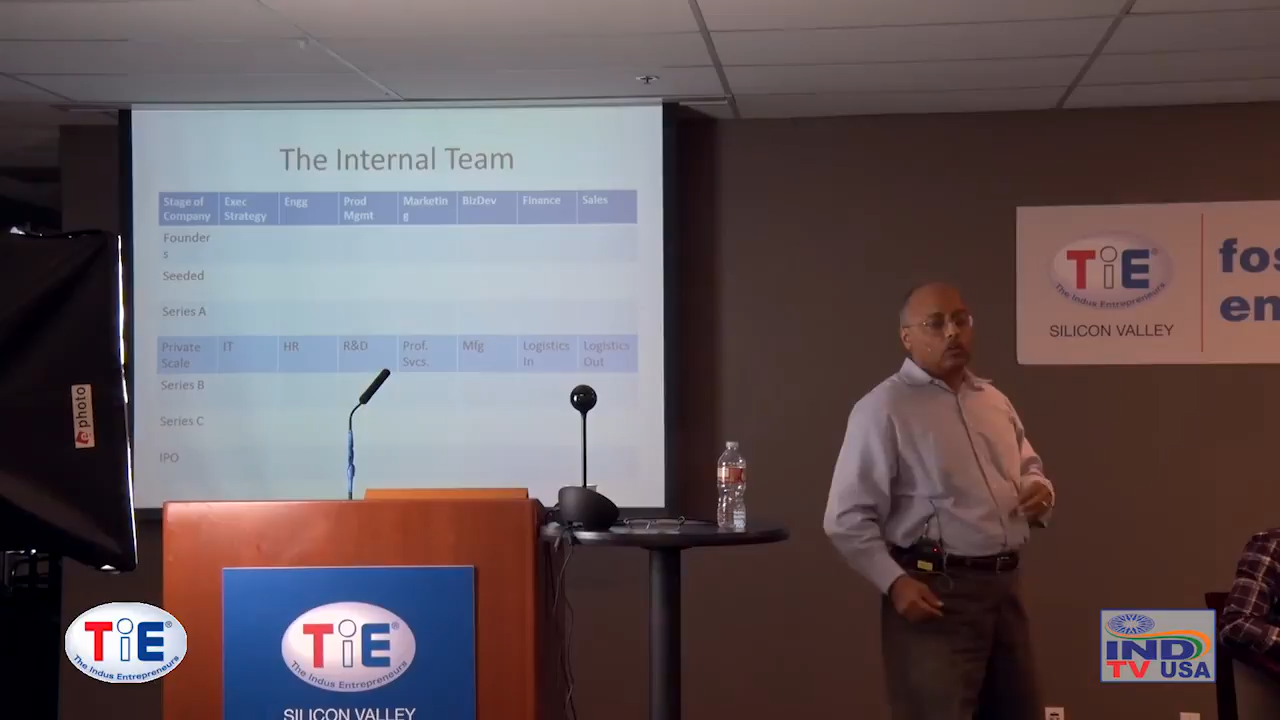 The Internal Team
Stage of Company Exec Strategy Engg Prod Mgmt Marketin g BizDev Finance Sales
Founder s
Seeded
Series A
Private Scale IT HR R&D Prof. Svcs. Mfg Logistics In Logistics Out
Series B
Series C
IPO
photo
TiE®
The Indus Entrepreneurs
SILICON VALLEY
fos
en
TiE®
The Indus Entrepreneurs
SILICON VALLEY
TiE®
The Indus Entrepreneurs
IND
TV USA